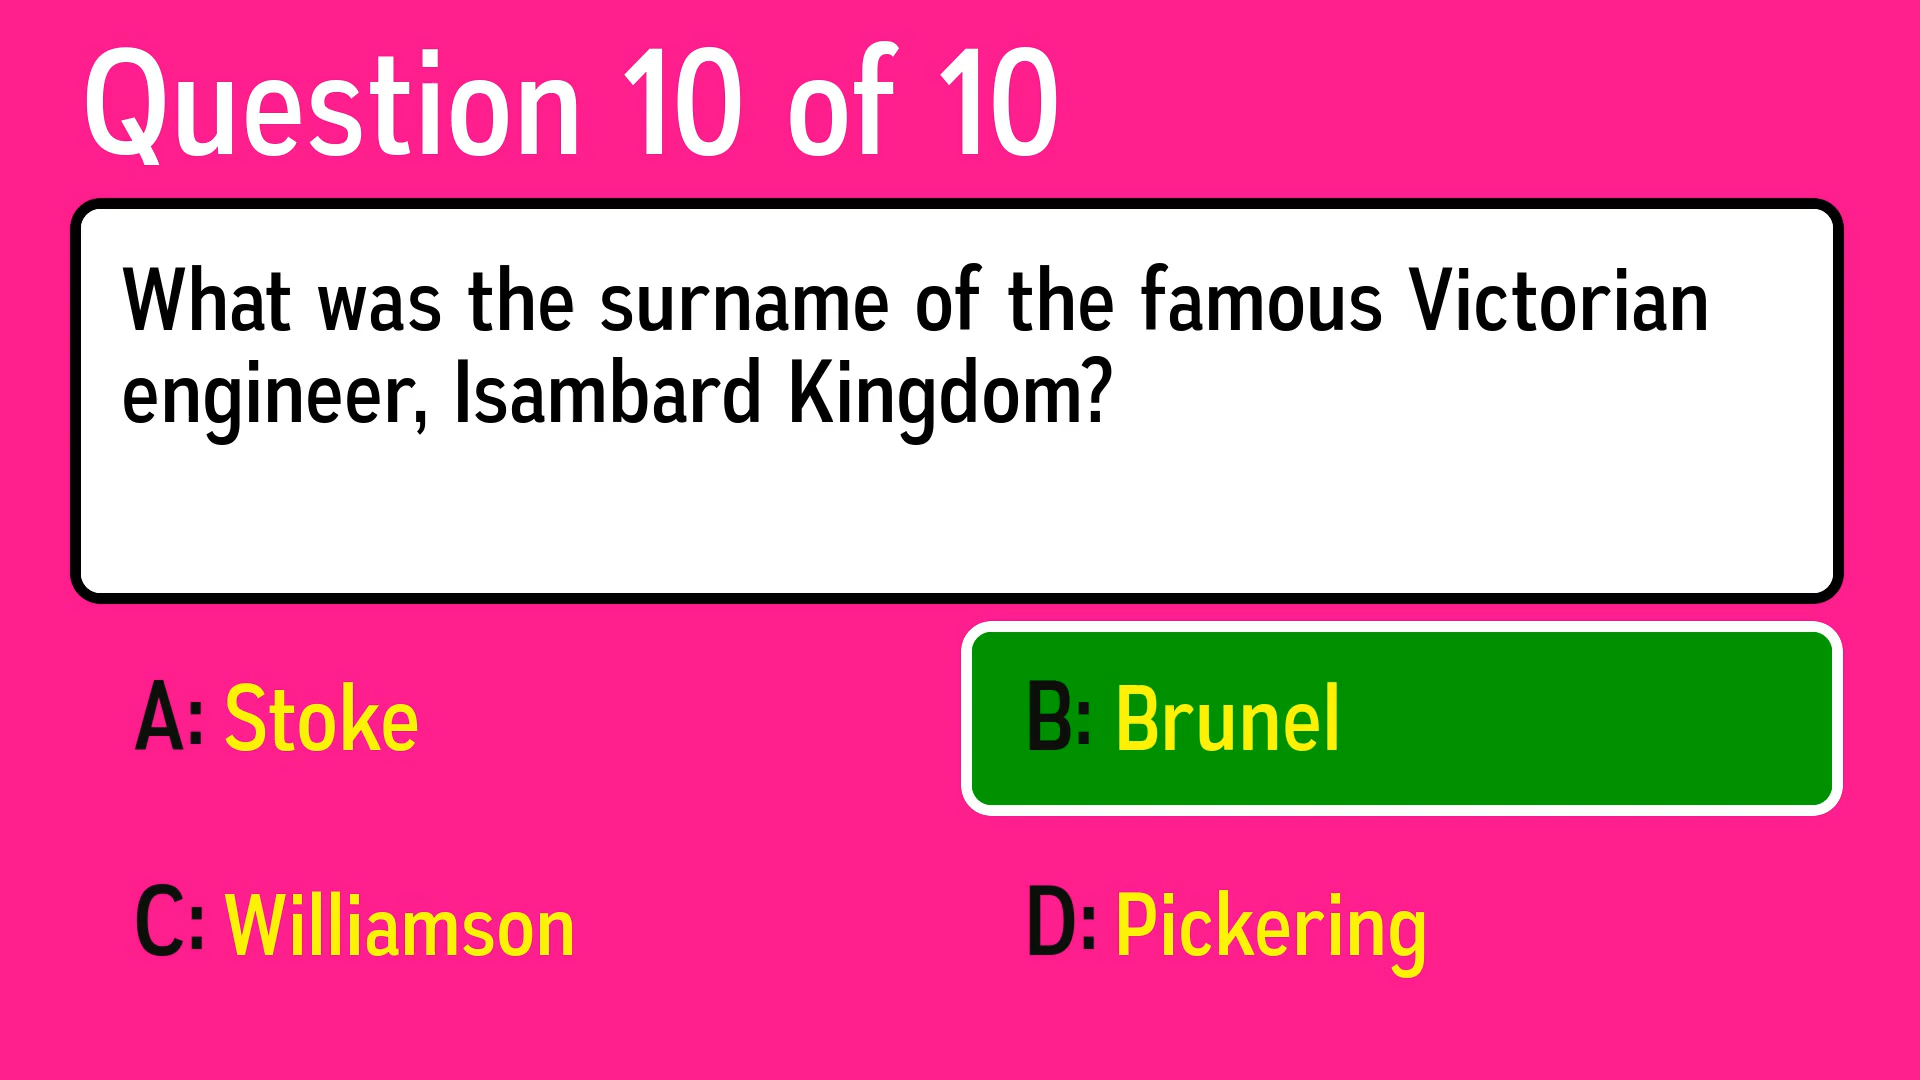 Question 10 of 10
What was the surname of the famous Victorian
engineer, Isambard Kingdom?
A: Stoke
B: Brunel
C: Williamson
D: Pickering